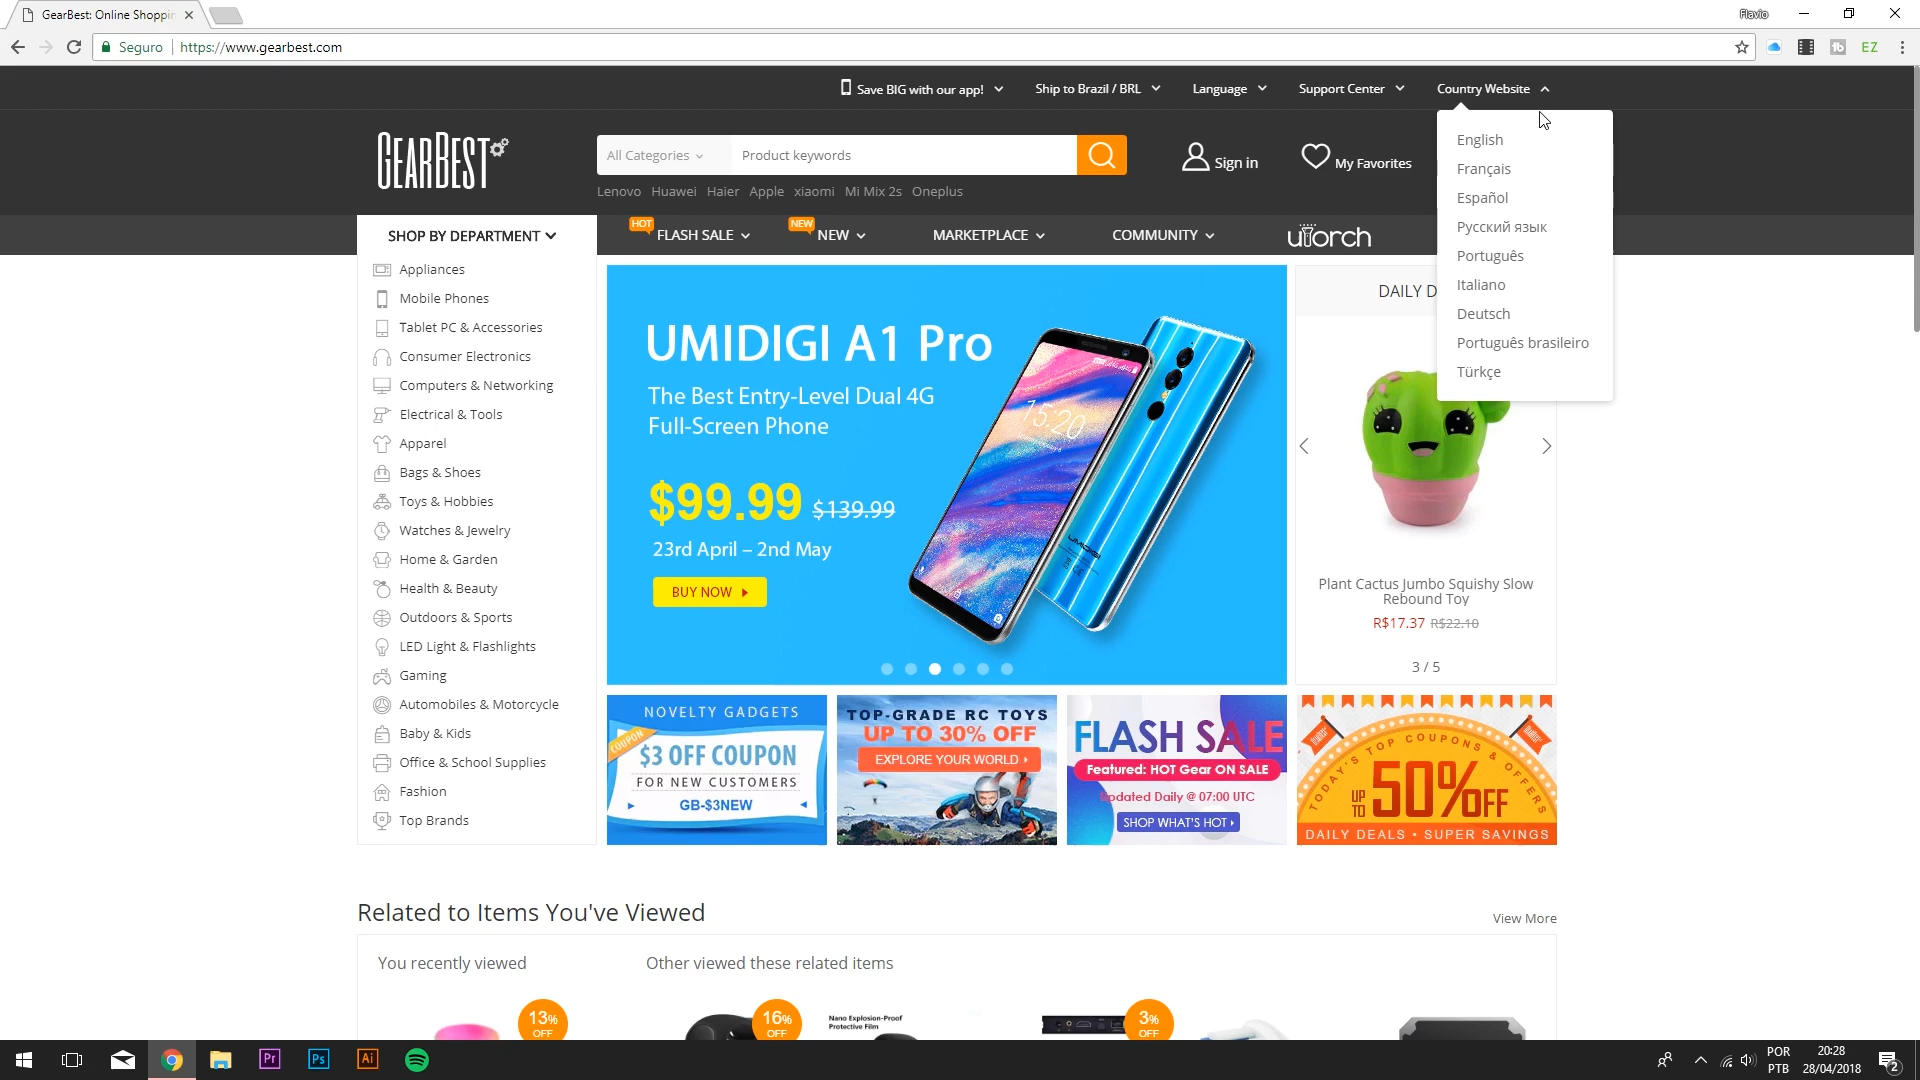 GearBest: Online Shoppin
Flavio
Seguro
https://www.gearbest.com
EZ
Save BIG with our app!
Ship to Brazil / BRL
Language
Support Center
Country Website
GEARBEST
All Categories
Product keywords
Sign in
My Favorites
Lenovo Huawei Haier Apple xiaomi Mi Mix 2s Oneplus
English
Français
Español
Русский язык
Português
Italiano
Deutsch
Português brasileiro
Türkçe
SHOP BY DEPARTMENT
HOT
FLASH SALE
NEW
NEW
MARKETPLACE
COMMUNITY
utorch
Appliances
Mobile Phones
Tablet PC & Accessories
Consumer Electronics
Computers & Networking
Electrical & Tools
Apparel
Bags & Shoes
Toys & Hobbies
Watches & Jewelry
Home & Garden
Health & Beauty
Outdoors & Sports
LED Light & Flashlights
Gaming
Automobiles & Motorcycle
Baby & Kids
Office & School Supplies
Fashion
Top Brands
UMIDIGI A1 Pro
The Best Entry-Level Dual 4G
Full-Screen Phone
$99.99 $139.99
23rd April – 2nd May
BUY NOW
15:20
UMIDIGI
DAILY D
Plant Cactus Jumbo Squishy Slow
Rebound Toy
R$17.37 R$22.10
3 / 5
NOVELTY GADGETS
COUPON
$3 OFF COUPON
FOR NEW CUSTOMERS
GB-$3NEW
TOP-GRADE RC TOYS
UP TO 30% OFF
EXPLORE YOUR WORLD
FLASH SALE
Featured: HOT Gear ON SALE
Updated Daily @ 07:00 UTC
SHOP WHAT'S HOT
TODAY'S TOP COUPONS & OFFERS
UP TO 50% OFF
DAILY DEALS • SUPER SAVINGS
Related to Items You've Viewed
View More
You recently viewed
Other viewed these related items
13% OFF
16% OFF
Nano Explosion-Proof
Protective Film
3% OFF
Pr
Ps
Ai
POR
PTB
20:28
28/04/2018
2